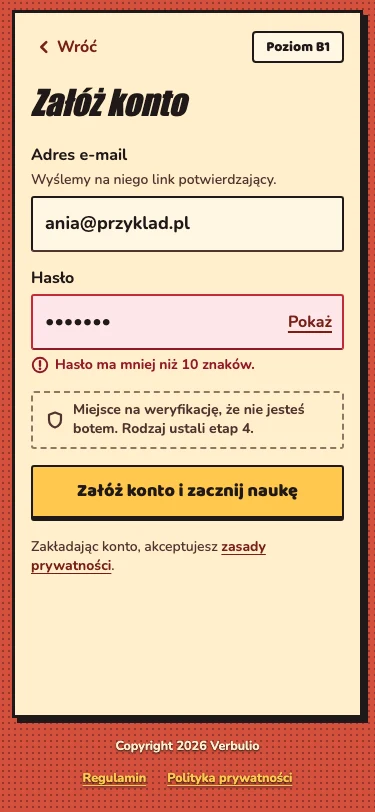 Wróć
Poziom B1
Załóż konto
Adres e-mail
Wyślemy na niego link potwierdzający.
ania@przyklad.pl
Hasło
•••••••
Pokaż
Hasło ma mniej niż 10 znaków.
Miejsce na weryfikację, że nie jesteś
botem. Rodzaj ustali etap 4.
Załóż konto i zacznij naukę
Zakładając konto, akceptujesz zasady
prywatności.
Copyright 2026 Verbulio
Regulamin Polityka prywatności